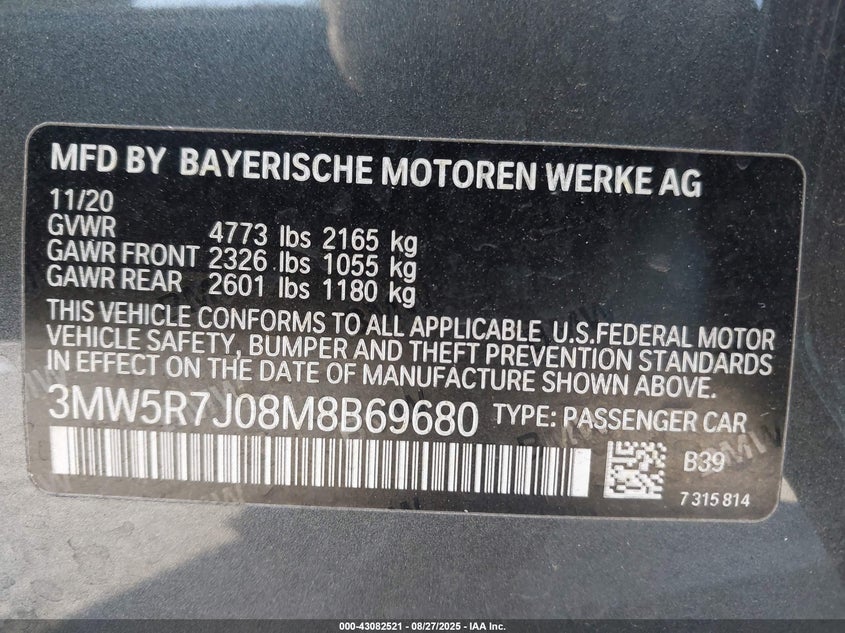 MFD BY BAYERISCHE MOTOREN WERKE AG
11/20
GVWR 4773 lbs 2165 kg
GAWR FRONT 2326 lbs 1055 kg
GAWR REAR 2601 lbs 1180 kg
THIS VEHICLE CONFORMS TO ALL APPLICABLE U.S.FEDERAL MOTOR
VEHICLE SAFETY, BUMPER AND THEFT PREVENTION STANDARDS
IN EFFECT ON THE DATE OF MANUFACTURE SHOWN ABOVE.
3MW5R7J08M8B69680 TYPE: PASSENGER CAR
B39
7 315 814
000-43082521 - 08/27/2025 - IAA Inc.